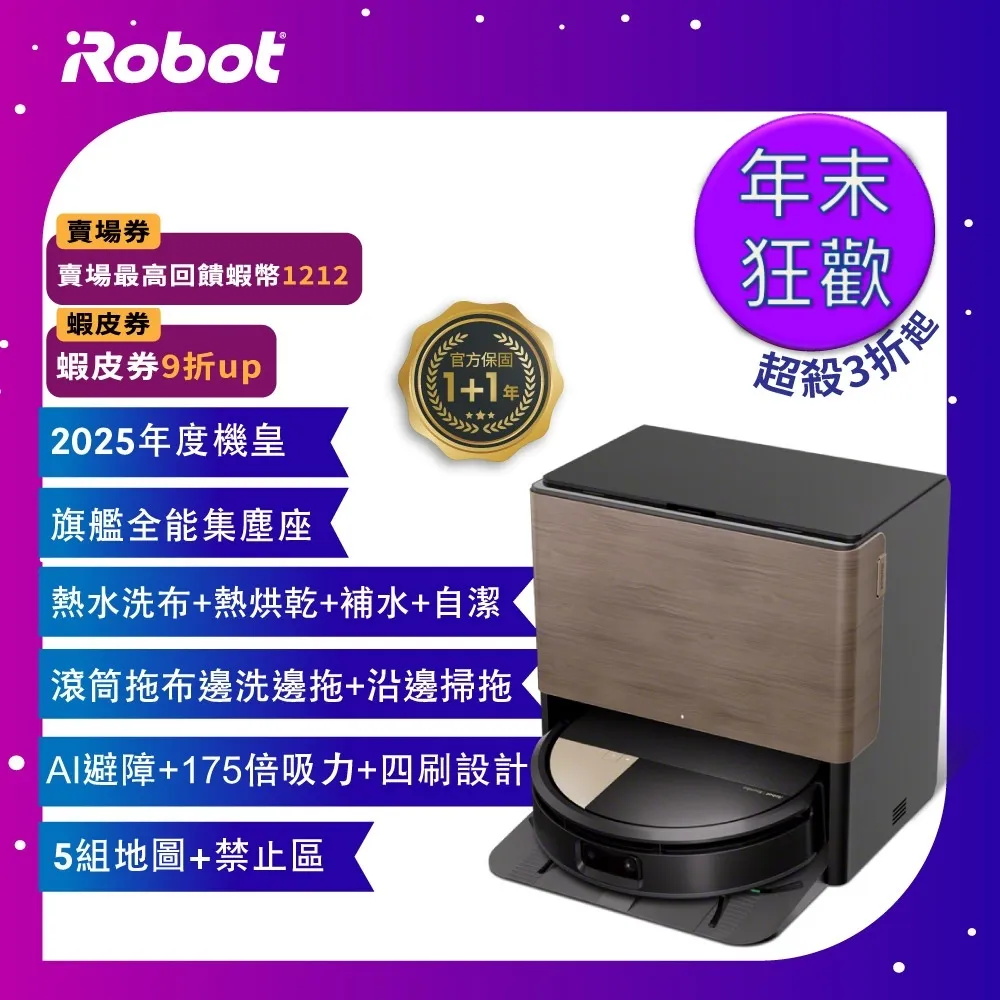 iRobot®
年末
狂歡
超殺3折起
賣場券
賣場最高回饋蝦幣1212
蝦皮券
蝦皮券9折up
官方保固
1+1年
2025年度機皇
旗艦全能集塵座
熱水洗布+熱烘乾+補水+自潔
滾筒拖布邊洗邊拖+沿邊掃拖
AI避障+175倍吸力+四刷設計
5組地圖+禁止區